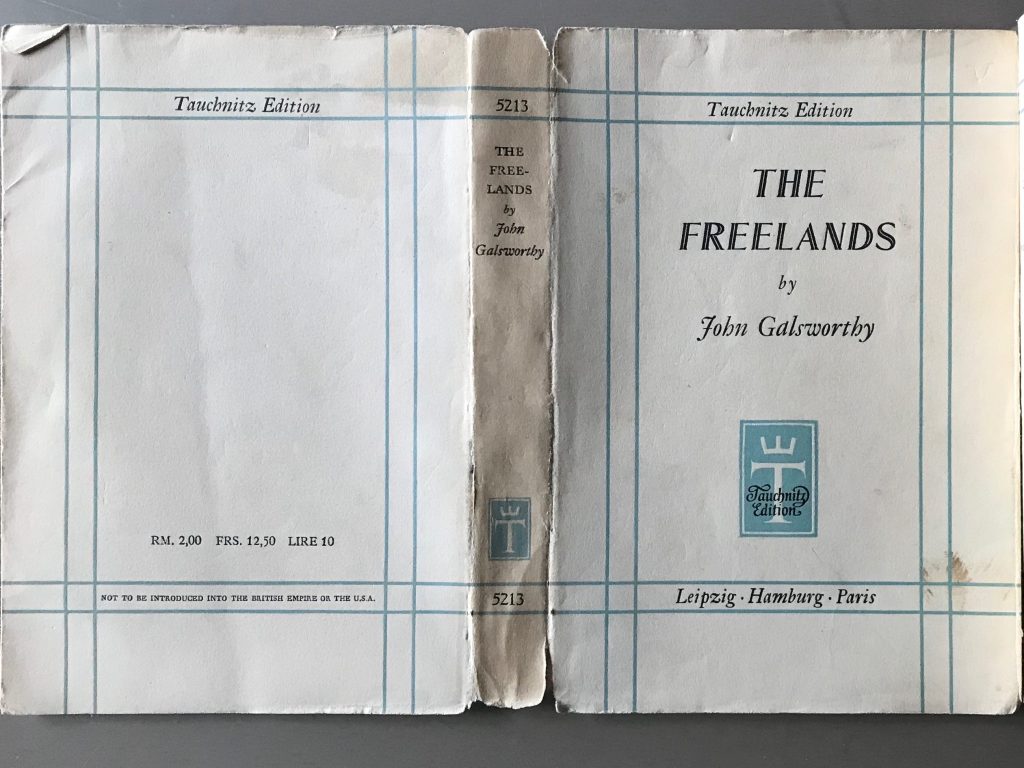 Tauchnitz Edition
RM. 2,00 FRS. 12,50 LIRE 10
NOT TO BE INTRODUCED INTO THE BRITISH EMPIRE OR THE U.S.A.
5213
THE
FREE-
LANDS
by
John
Galsworthy
T
5213
Tauchnitz Edition
THE
FREELANDS
by
John Galsworthy
T
Tauchnitz
Edition
Leipzig · Hamburg · Paris